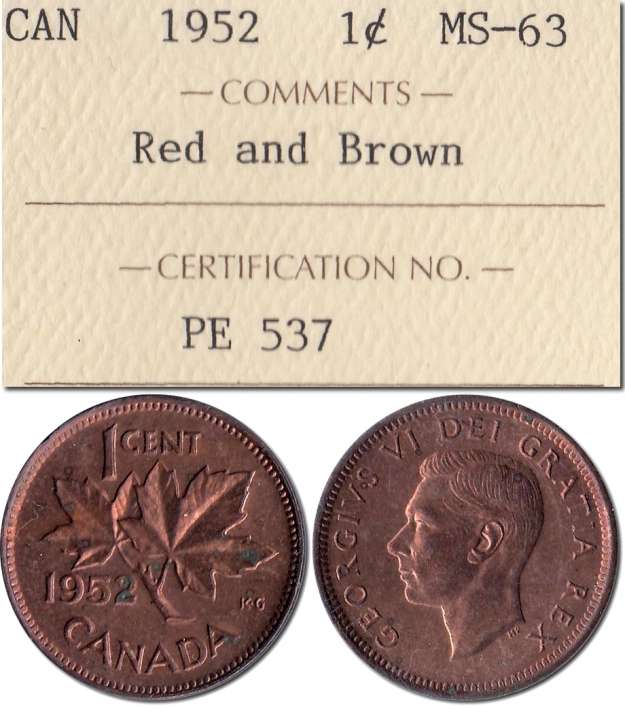 CAN 1952 1¢ MS-63
— COMMENTS —
Red and Brown
— CERTIFICATION NO. —
PE 537
1 CENT
1952
KG
CANADA
GEORGIVS VI DEI GRATIA REX
HP